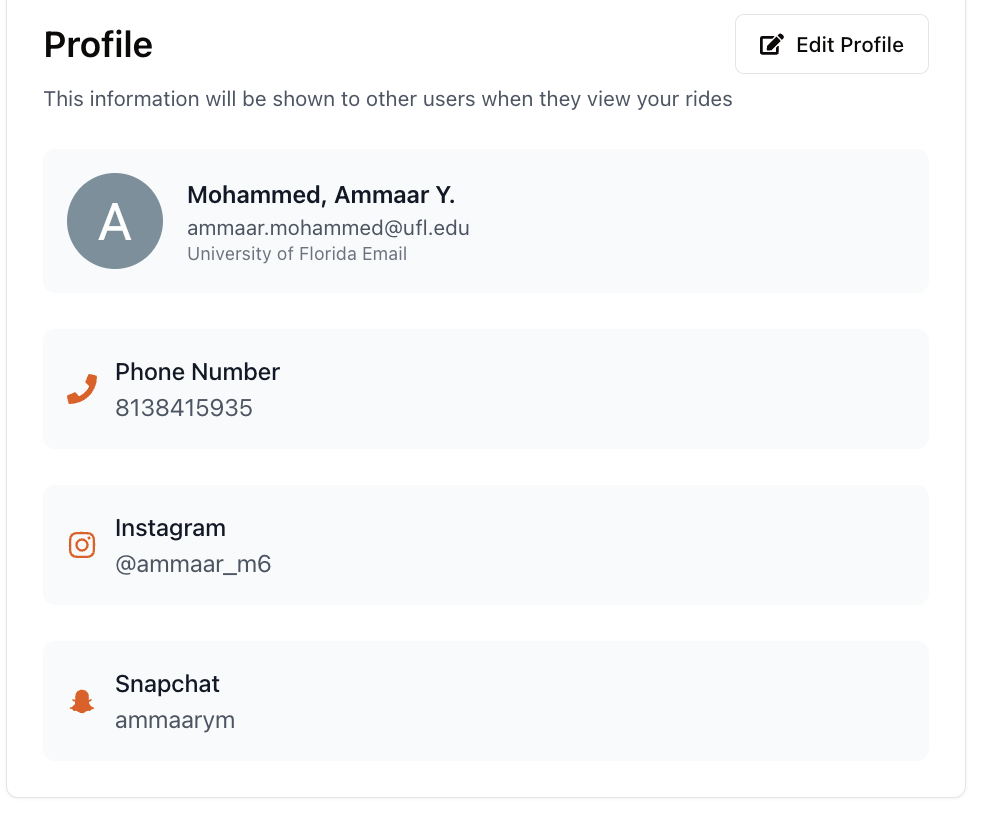 Profile
Edit Profile
This information will be shown to other users when they view your rides
A
Mohammed, Ammaar Y.
ammaar.mohammed@ufl.edu
University of Florida Email
Phone Number
8138415935
Instagram
@ammaar_m6
Snapchat
ammaarym